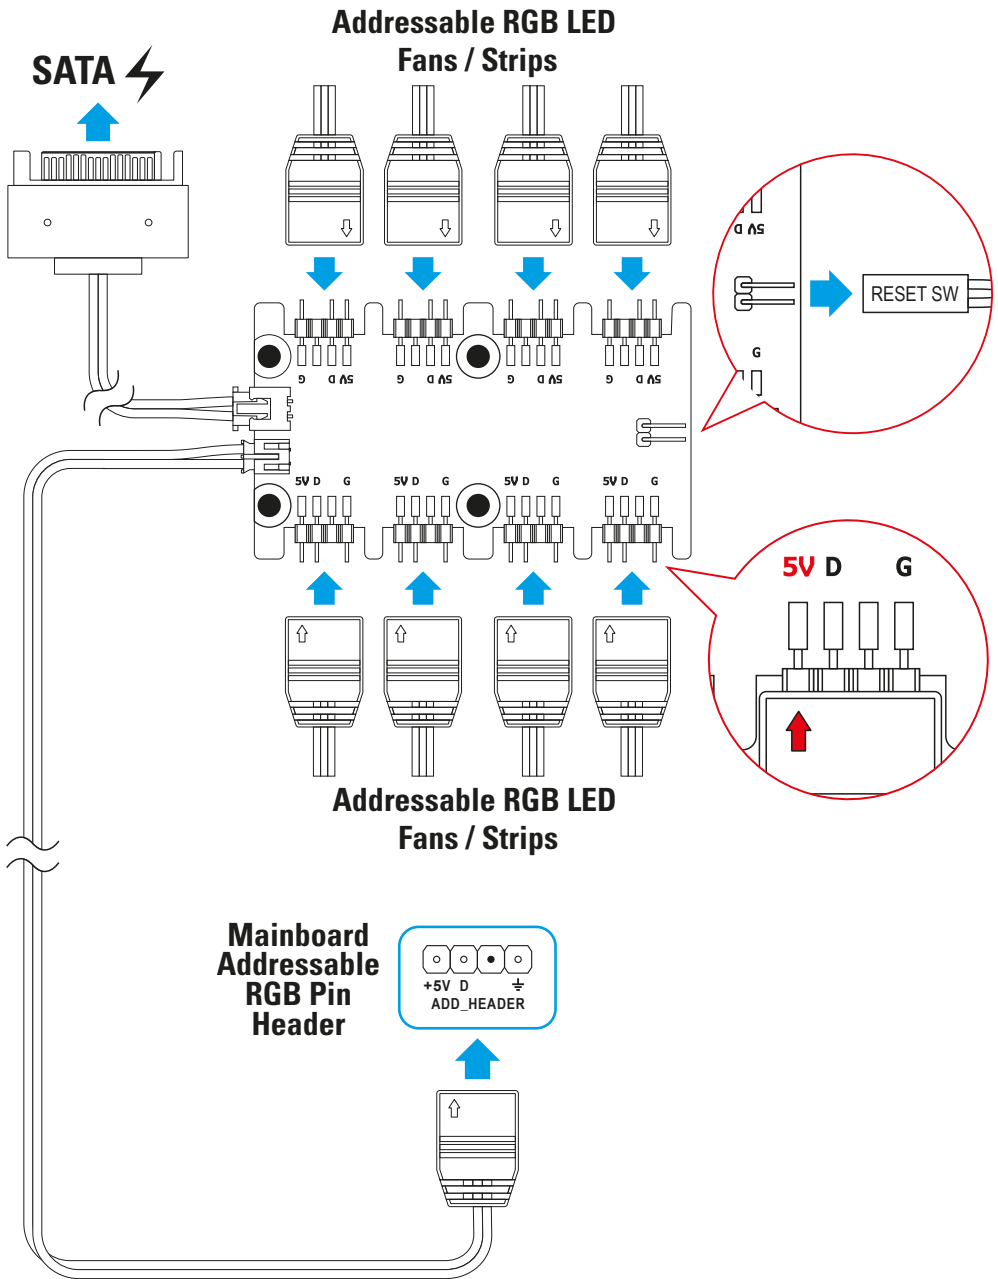 Addressable RGB LED
Fans / Strips
SATA
5V D
RESET SW
G
G D 5V
G D 5V
G D 5V
G D 5V
5V D G
5V D G
5V D G
5V D G
5V D G
Addressable RGB LED
Fans / Strips
Mainboard
Addressable
RGB Pin
Header
+5V D
ADD_HEADER